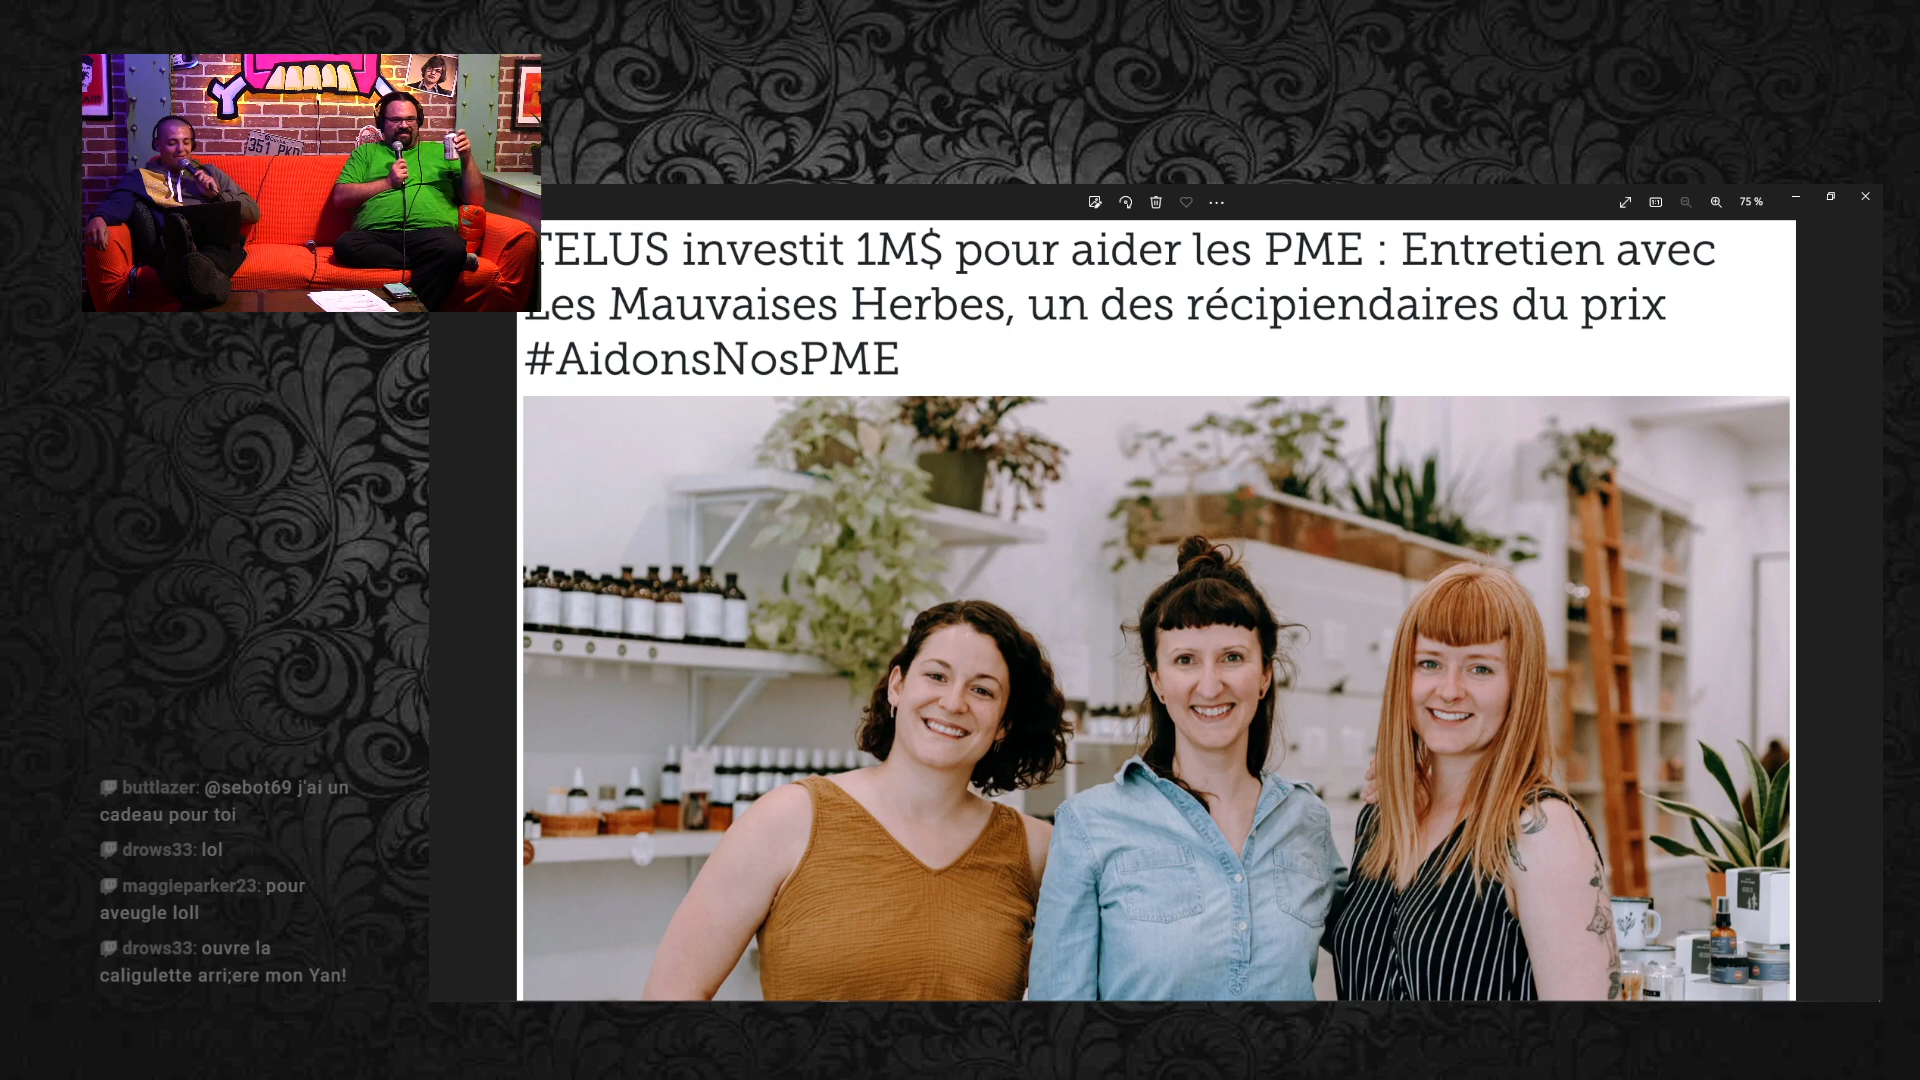 351 PKD
75 %
TELUS investit 1M$ pour aider les PME : Entretien avec
Les Mauvaises Herbes, un des récipiendaires du prix
#AidonsNosPME
buttlazer: @sebot69 j'ai un
cadeau pour toi
drows33: lol
maggieparker23: pour
aveugle loll
drows33: ouvre la
caligulette arri;ere mon Yan!